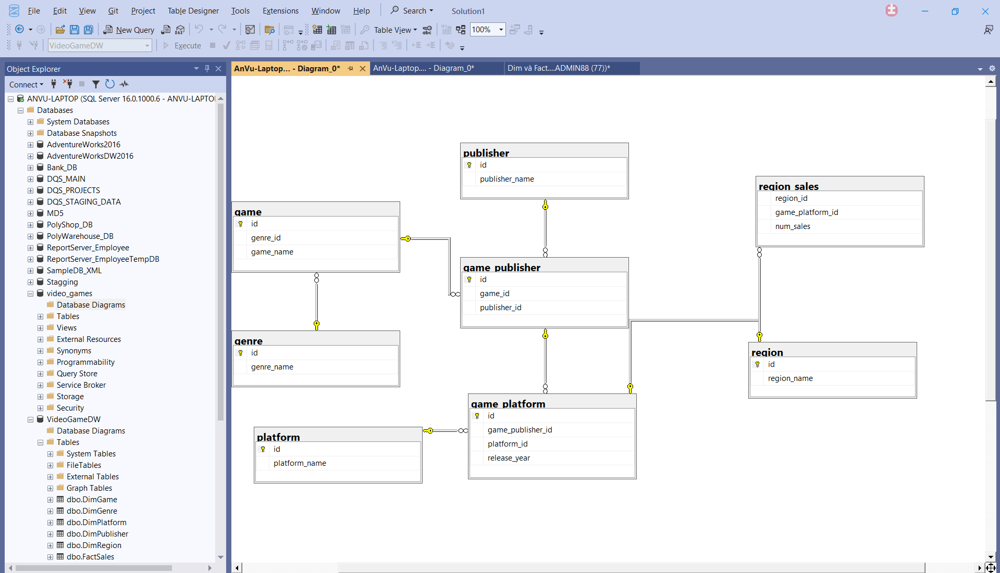 File Edit View Git Project Table Designer Tools Extensions Window Help Search Solution1
New Query DAX Table View 100%
VideoGameDW Execute
Object Explorer
Connect
ANVU-LAPTOP (SQL Server 16.0.1000.6 - ANVU-LAPTO
Databases
System Databases
Database Snapshots
AdventureWorks2016
AdventureWorksDW2016
Bank_DB
DQS_MAIN
DQS_PROJECTS
DQS_STAGING_DATA
MD5
PolyShop_DB
PolyWarehouse_DB
ReportServer_Employee
ReportServer_EmployeeTempDB
SampleDB_XML
Stagging
video_games
Database Diagrams
Tables
Views
External Resources
Synonyms
Programmability
Query Store
Service Broker
Storage
Security
VideoGameDW
Database Diagrams
Tables
System Tables
FileTables
External Tables
Graph Tables
dbo.DimGame
dbo.DimGenre
dbo.DimPlatform
dbo.DimPublisher
dbo.DimRegion
dbo.FactSales
AnVu-Laptop... - Diagram_0* AnVu-Laptop.... - Diagram_0* Dim và Fact....ADMIN88 (77))*
publisher
id
publisher_name
region_sales
region_id
game_platform_id
num_sales
game
id
genre_id
game_name
game_publisher
id
game_id
publisher_id
genre
id
genre_name
region
id
region_name
game_platform
id
game_publisher_id
platform_id
release_year
platform
id
platform_name